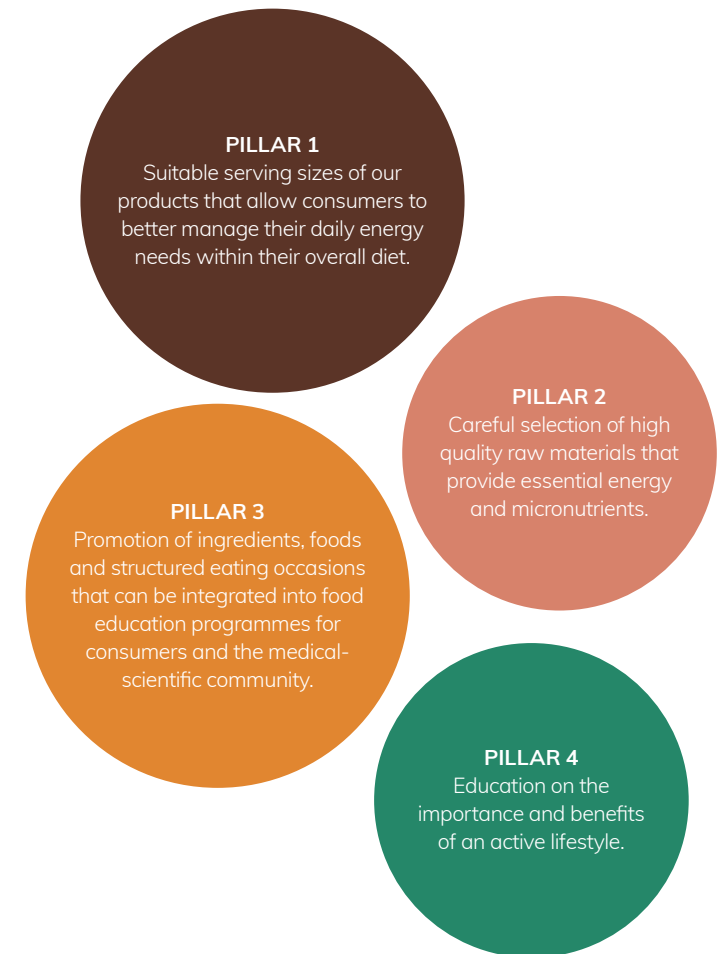 PILLAR 1
Suitable serving sizes of our
products that allow consumers to
better manage their daily energy
needs within their overall diet.
PILLAR 2
Careful selection of high
quality raw materials that
provide essential energy
and micronutrients.
PILLAR 3
Promotion of ingredients, foods
and structured eating occasions
that can be integrated into food
education programmes for
consumers and the medical-
scientific community.
PILLAR 4
Education on the
importance and benefits
of an active lifestyle.